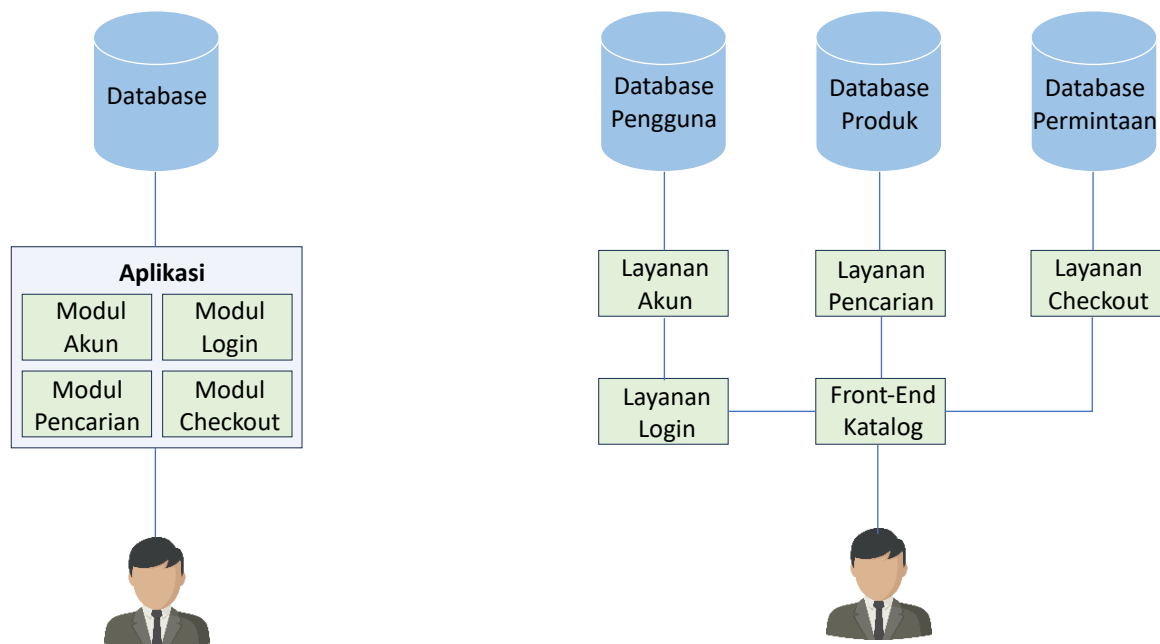 Database
Aplikasi
Modul
Akun
Modul
Login
Modul
Pencarian
Modul
Checkout
Database
Pengguna
Database
Produk
Database
Permintaan
Layanan
Akun
Layanan
Pencarian
Layanan
Checkout
Layanan
Login
Front-End
Katalog